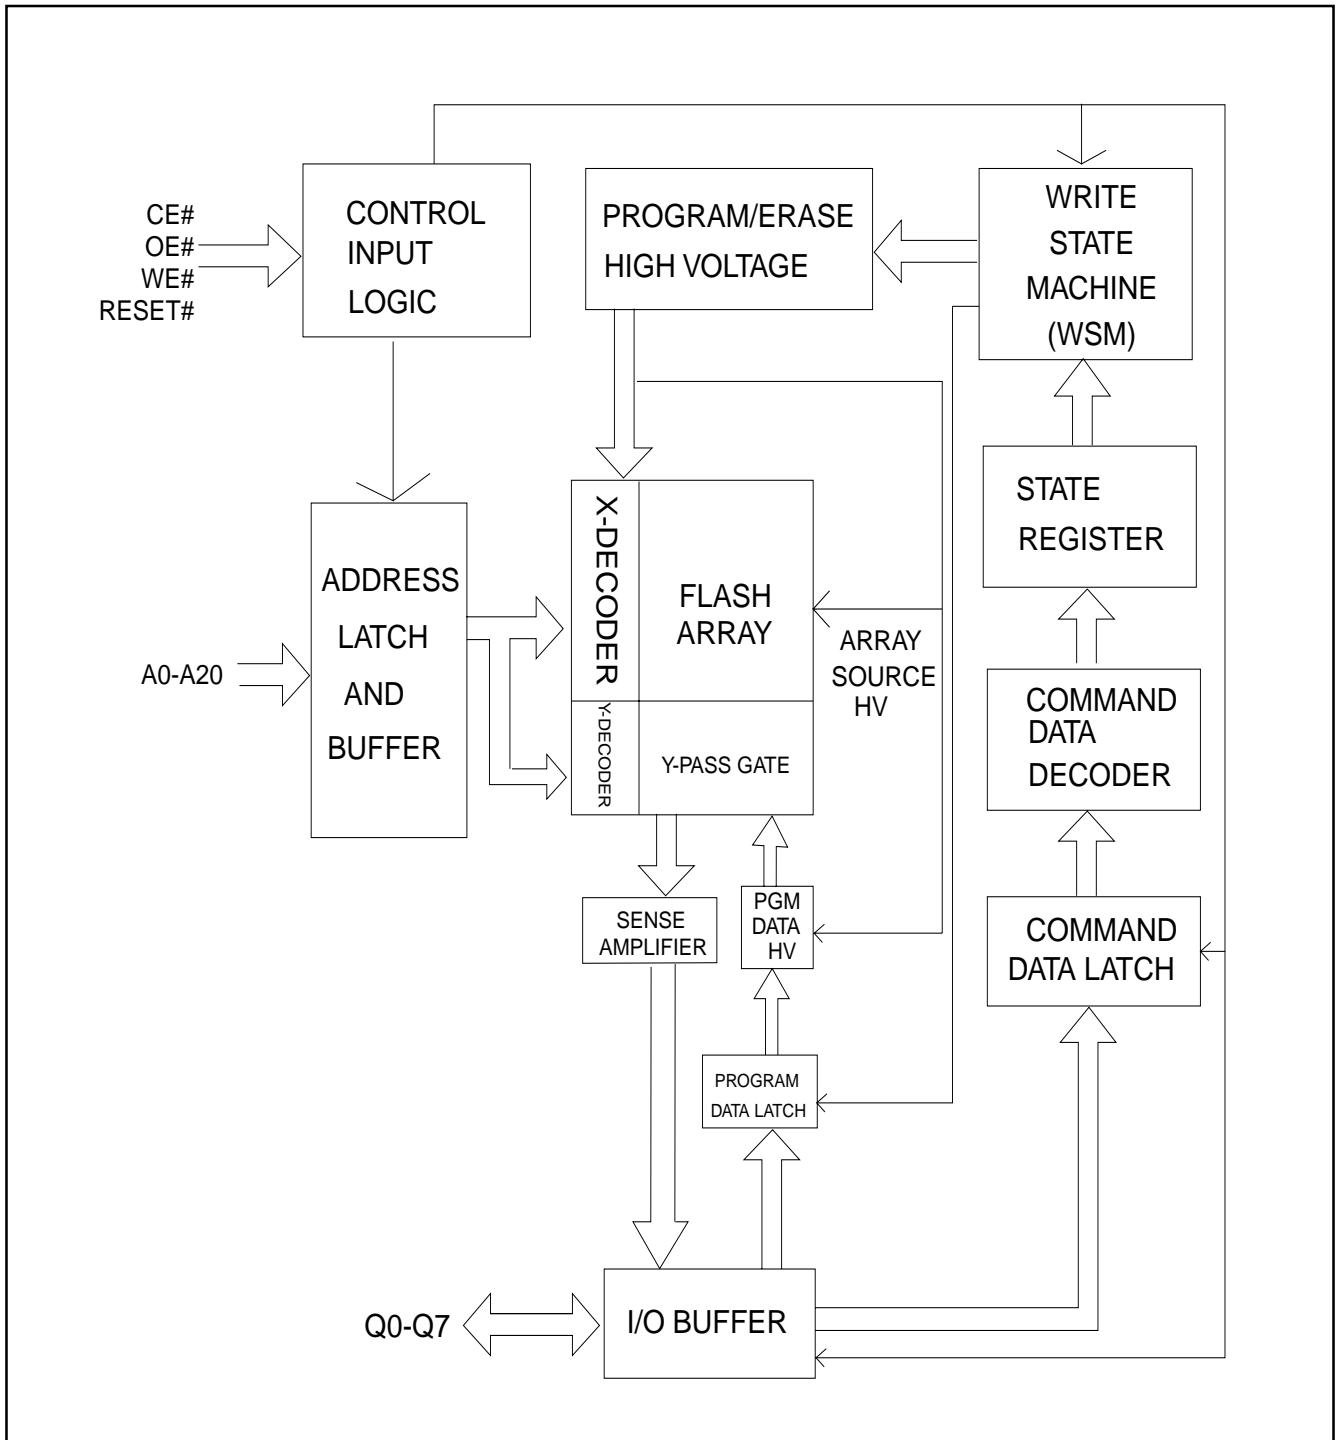 CE#
OE#
WE#
RESET#
CONTROL
INPUT
LOGIC
PROGRAM/ERASE
HIGH VOLTAGE
WRITE
STATE
MACHINE
(WSM)
STATE
REGISTER
X-DECODER
FLASH
ARRAY
ADDRESS
LATCH
AND
BUFFER
A0-A20
ARRAY
SOURCE
HV
Y-DECODER
Y-PASS GATE
COMMAND
DATA
DECODER
SENSE
AMPLIFIER
PGM
DATA
HV
COMMAND
DATA LATCH
PROGRAM
DATA LATCH
Q0-Q7
I/O BUFFER